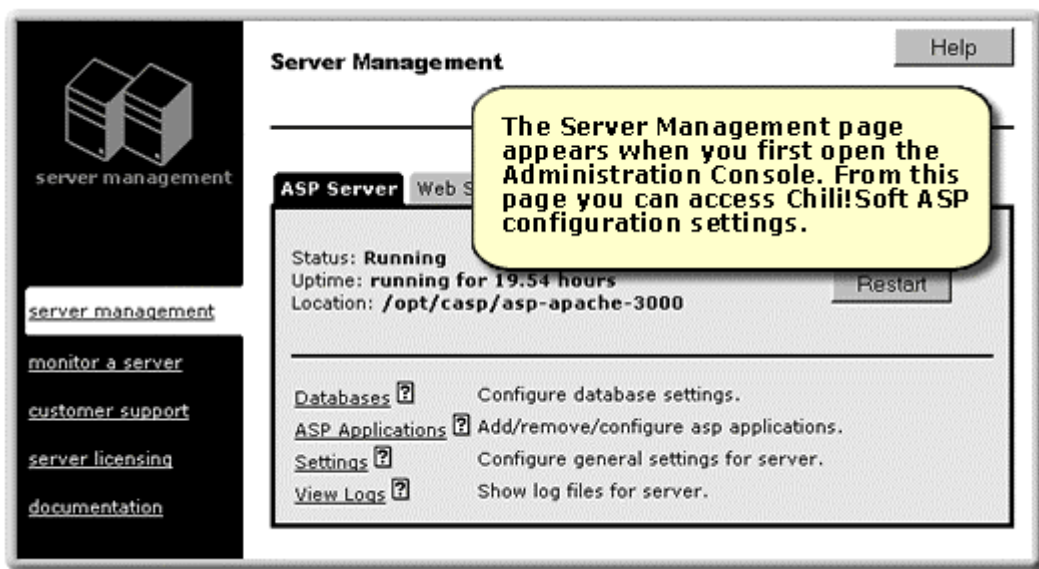 Server Management
Help
The Server Management page
appears when you first open the
Administration Console. From this
page you can access Chili!Soft ASP
configuration settings.
server management
ASP Server
Web S
Status: Running
Uptime: running for 19.54 hours
Location: /opt/casp/asp-apache-3000
Restart
server management
monitor a server
customer support
server licensing
documentation
Databases ? Configure database settings.
ASP Applications ? Add/remove/configure asp applications.
Settings ? Configure general settings for server.
View Logs ? Show log files for server.